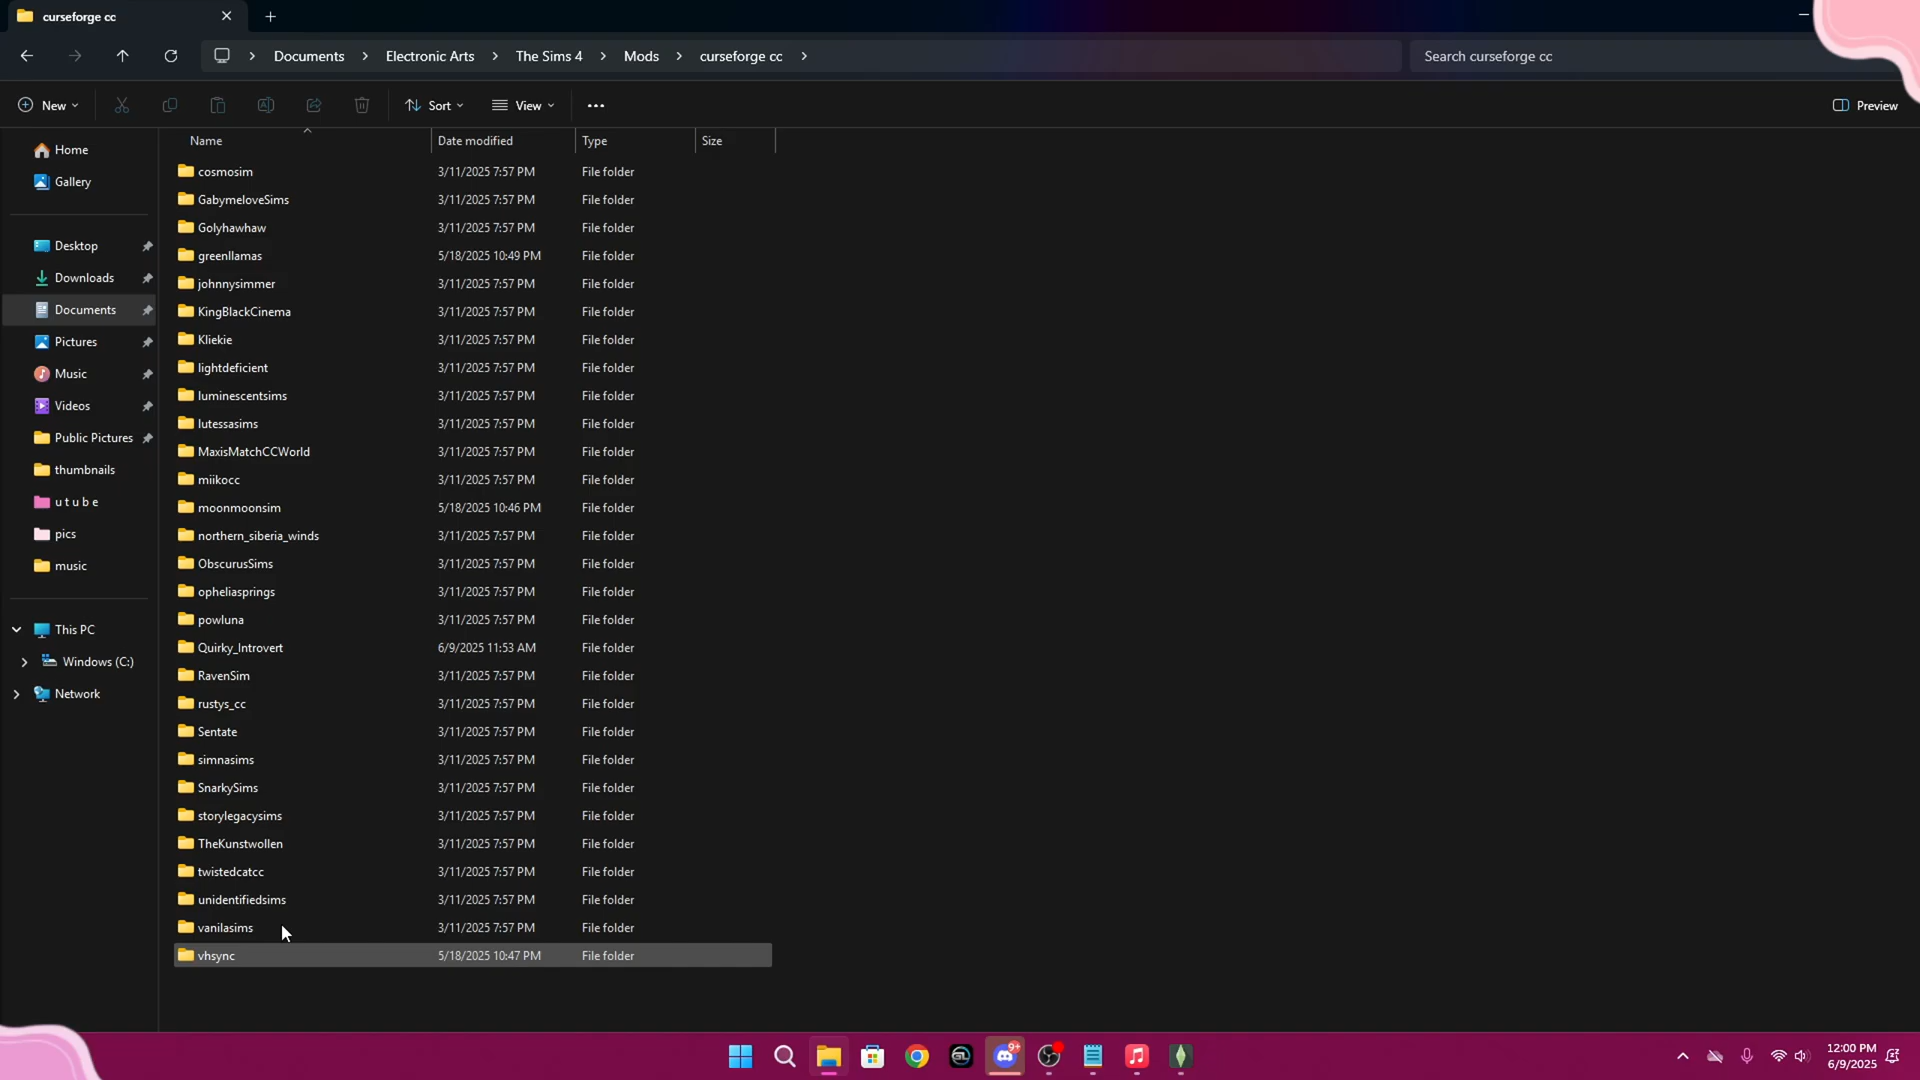 curseforge cc
Documents > Electronic Arts > The Sims 4 > Mods > curseforge cc >
Search curseforge cc
New
Sort
View
Preview
Name Date modified Type Size
Home
Gallery
Desktop
Downloads
Documents
Pictures
Music
Videos
Public Pictures
thumbnails
u t u b e
pics
music
This PC
Windows (C:)
Network
cosmosim 3/11/2025 7:57 PM File folder
GabymeloveSims 3/11/2025 7:57 PM File folder
Golyhawhaw 3/11/2025 7:57 PM File folder
greenllamas 5/18/2025 10:49 PM File folder
johnnysimmer 3/11/2025 7:57 PM File folder
KingBlackCinema 3/11/2025 7:57 PM File folder
Kliekie 3/11/2025 7:57 PM File folder
lightdeficient 3/11/2025 7:57 PM File folder
luminescentsims 3/11/2025 7:57 PM File folder
lutessasims 3/11/2025 7:57 PM File folder
MaxisMatchCCWorld 3/11/2025 7:57 PM File folder
miikocc 3/11/2025 7:57 PM File folder
moonmoonsim 5/18/2025 10:46 PM File folder
northern_siberia_winds 3/11/2025 7:57 PM File folder
ObscurusSims 3/11/2025 7:57 PM File folder
opheliasprings 3/11/2025 7:57 PM File folder
powluna 3/11/2025 7:57 PM File folder
Quirky_Introvert 6/9/2025 11:53 AM File folder
RavenSim 3/11/2025 7:57 PM File folder
rustys_cc 3/11/2025 7:57 PM File folder
Sentate 3/11/2025 7:57 PM File folder
simnasims 3/11/2025 7:57 PM File folder
SnarkySims 3/11/2025 7:57 PM File folder
storylegacysims 3/11/2025 7:57 PM File folder
TheKunstwollen 3/11/2025 7:57 PM File folder
twistedcatcc 3/11/2025 7:57 PM File folder
unidentifiedsims 3/11/2025 7:57 PM File folder
vanilasims 3/11/2025 7:57 PM File folder
vhsync 5/18/2025 10:47 PM File folder
9+
12:00 PM
6/9/2025